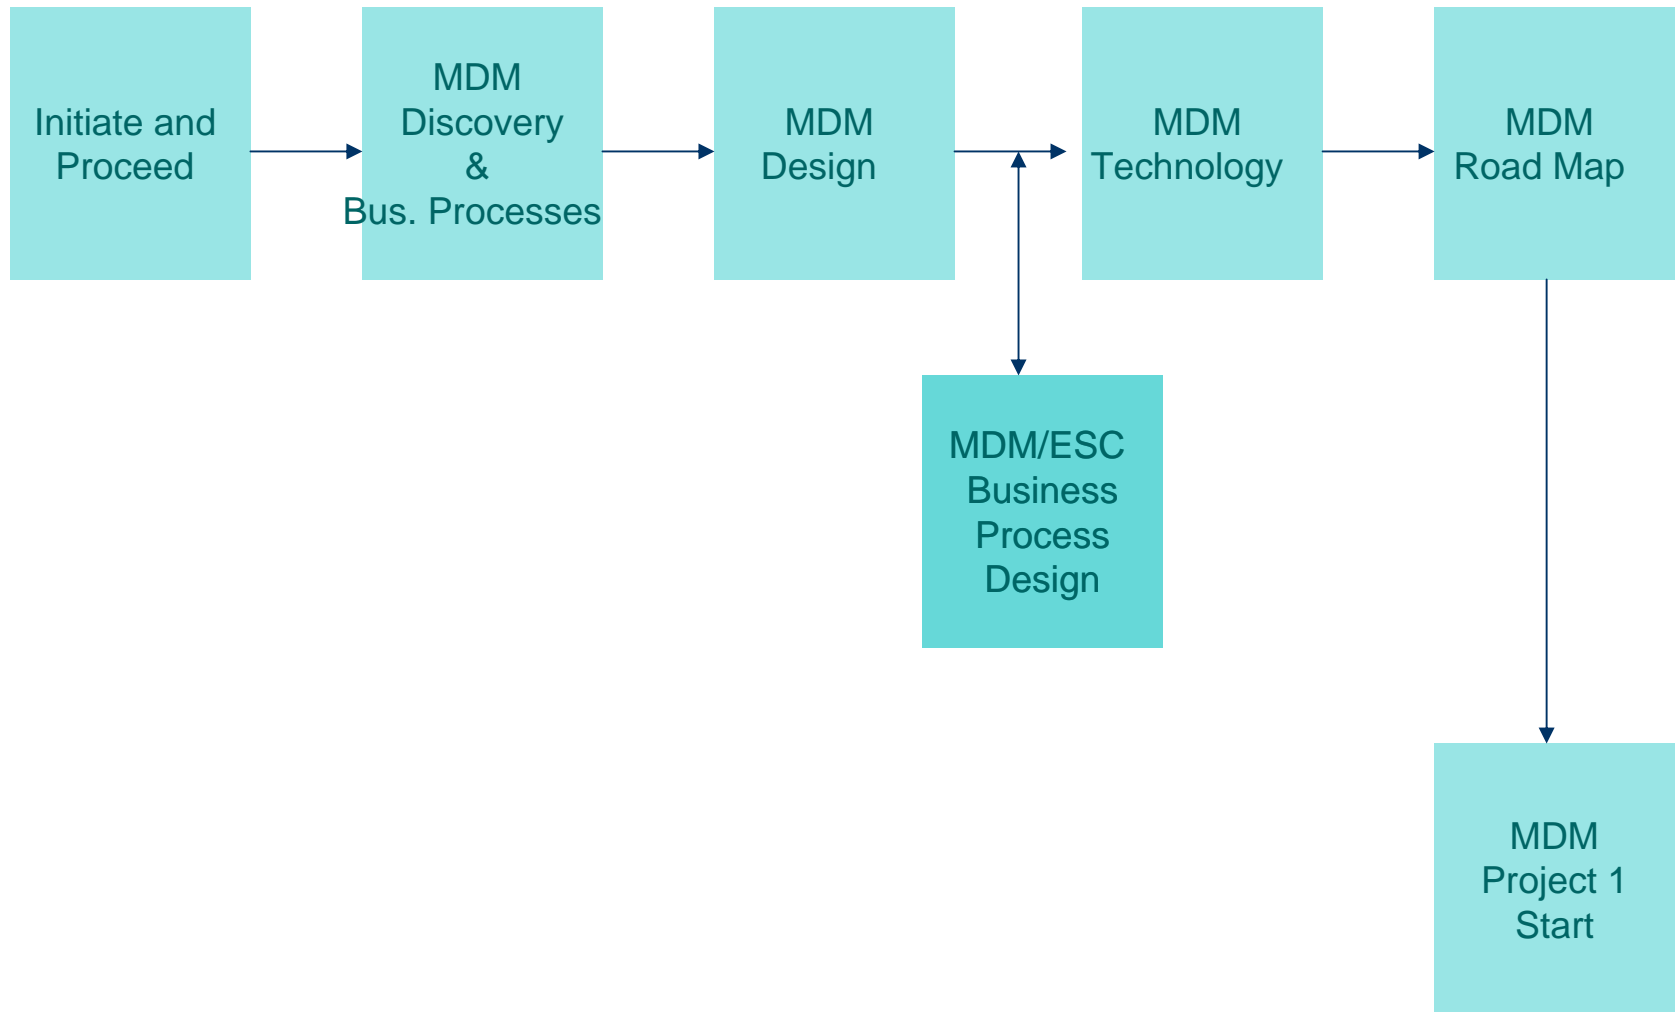 Initiate and
Proceed
MDM
Discovery
&
Bus. Processes
MDM
Design
MDM
Technology
MDM
Road Map
MDM/ESC
Business
Process
Design
MDM
Project 1
Start